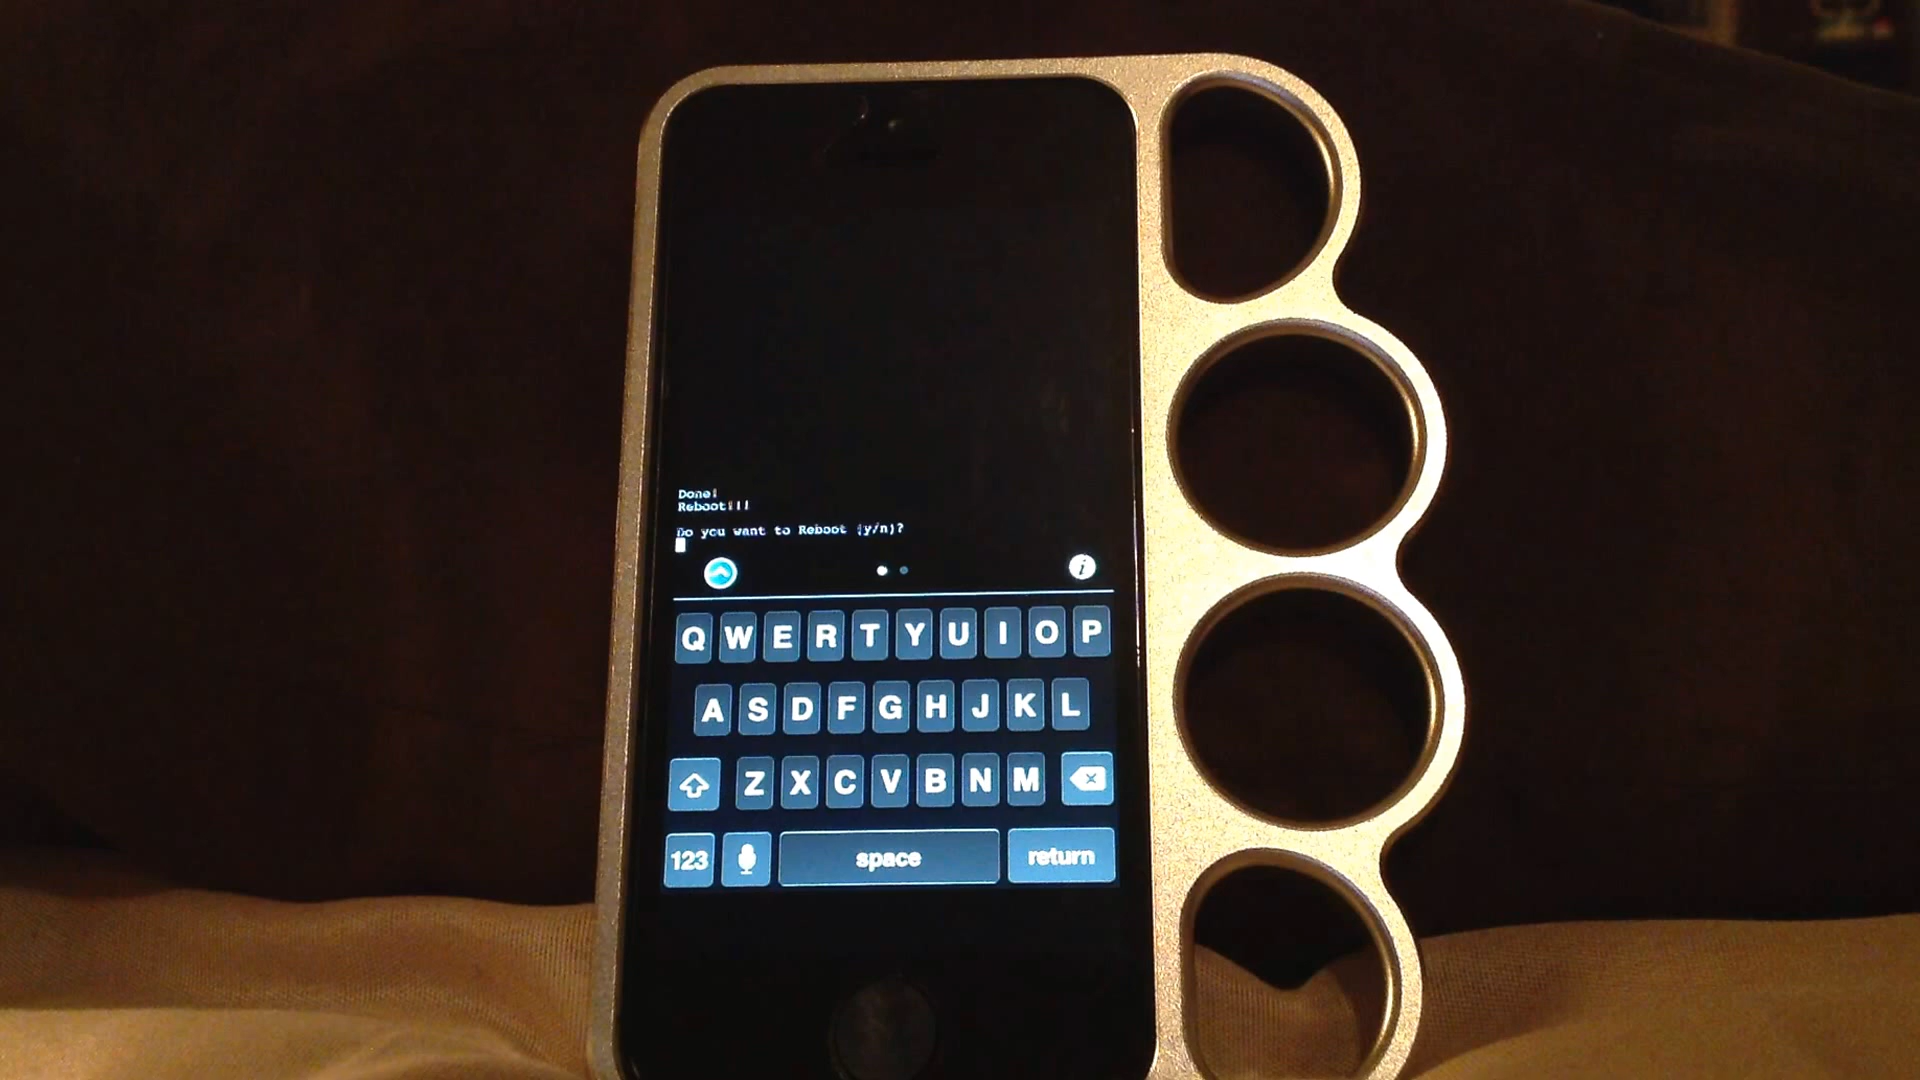 Done!
Reboot!!!
Do you want to Reboot (y/n)?
Q W E R T Y U I O P
A S D F G H J K L
Z X C V B N M
123 space return